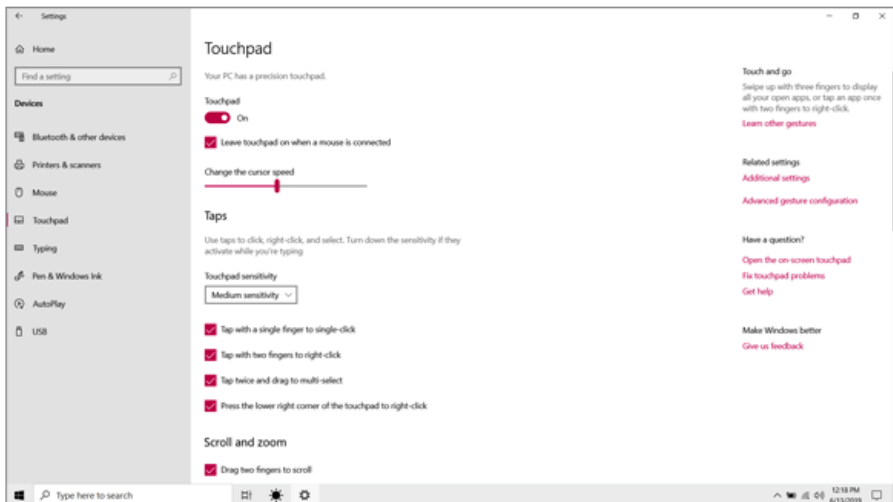 Settings
Home
Find a setting
Devices
Bluetooth & other devices
Printers & scanners
Mouse
Touchpad
Typing
Pen & Windows Ink
AutoPlay
USB
Touchpad
Your PC has a precision touchpad.
Touchpad
On
Leave touchpad on when a mouse is connected
Change the cursor speed
Taps
Use taps to click, right-click, and select. Turn down the sensitivity if they
activate while you're typing
Touchpad sensitivity
Medium sensitivity
Tap with a single finger to single-click
Tap with two fingers to right-click
Tap twice and drag to multi-select
Press the lower right corner of the touchpad to right-click
Scroll and zoom
Drag two fingers to scroll
Touch and go
Swipe up with three fingers to display
all your open apps, or tap an app once
with two fingers to right-click.
Learn other gestures
Related settings
Additional settings
Advanced gesture configuration
Have a question?
Open the on-screen touchpad
Fix touchpad problems
Get help
Make Windows better
Give us feedback
Type here to search
12:18 PM
6/13/2019